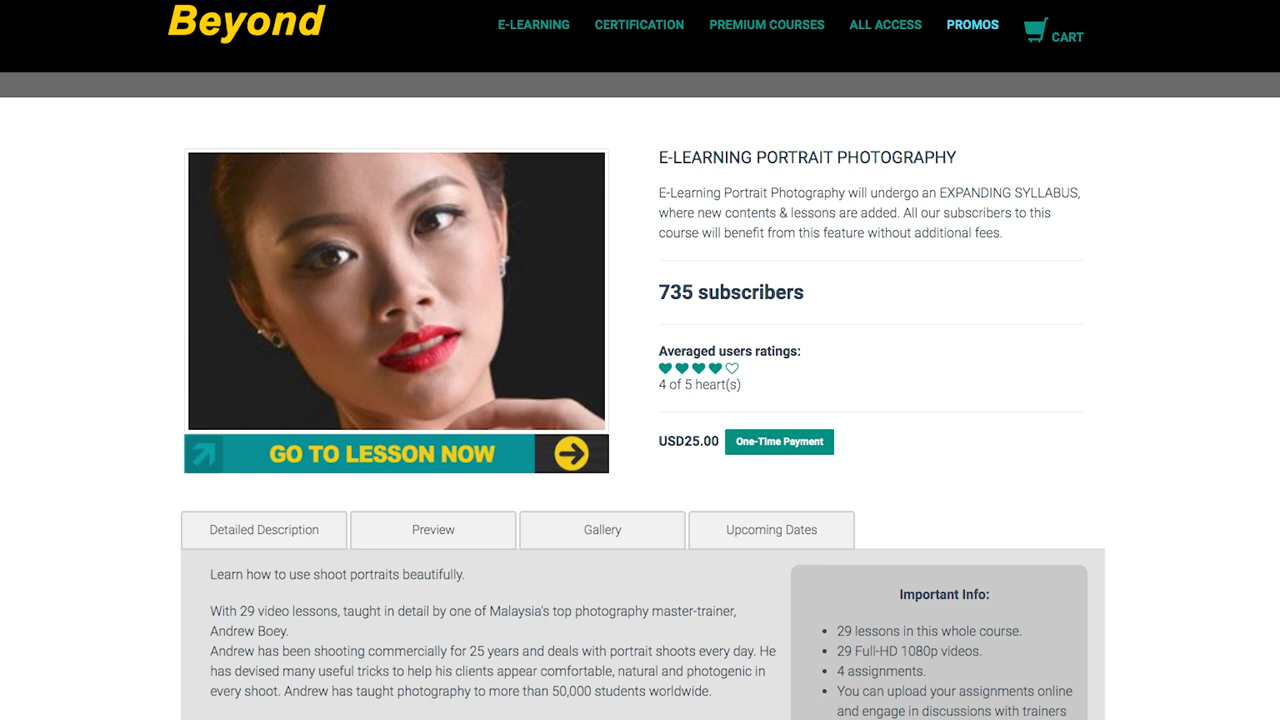 Beyond
E-LEARNING CERTIFICATION PREMIUM COURSES ALL ACCESS PROMOS CART
E-LEARNING PORTRAIT PHOTOGRAPHY
E-Learning Portrait Photography will undergo an EXPANDING SYLLABUS,
where new contents & lessons are added. All our subscribers to this
course will benefit from this feature without additional fees.
735 subscribers
Averaged users ratings:
4 of 5 heart(s)
USD25.00 One-Time Payment
GO TO LESSON NOW
Detailed Description Preview Gallery Upcoming Dates
Learn how to use shoot portraits beautifully.
With 29 video lessons, taught in detail by one of Malaysia's top photography master-trainer,
Andrew Boey.
Andrew has been shooting commercially for 25 years and deals with portrait shoots every day. He
has devised many useful tricks to help his clients appear comfortable, natural and photogenic in
every shoot. Andrew has taught photography to more than 50,000 students worldwide.
Important Info:
• 29 lessons in this whole course.
• 29 Full-HD 1080p videos.
• 4 assignments.
• You can upload your assignments online
and engage in discussions with trainers